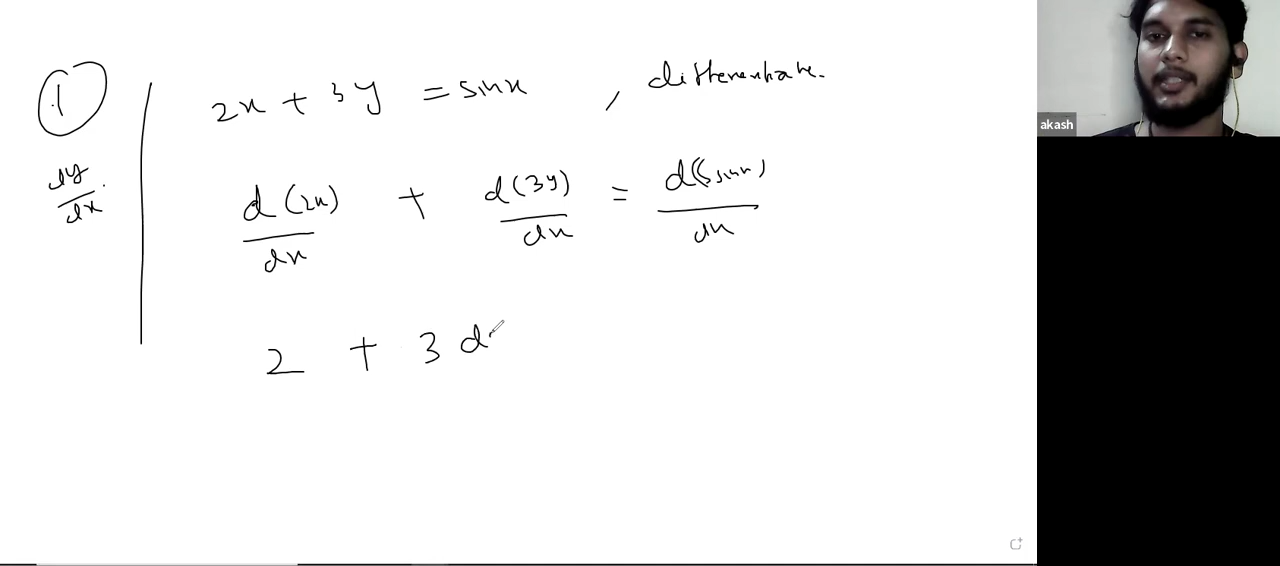 ① 2x + 3y = sinx , differentiate.
dy/dx
d(2x)/dx + d(3y)/dx = d(sinx)/dx
2 + 3 d
akash